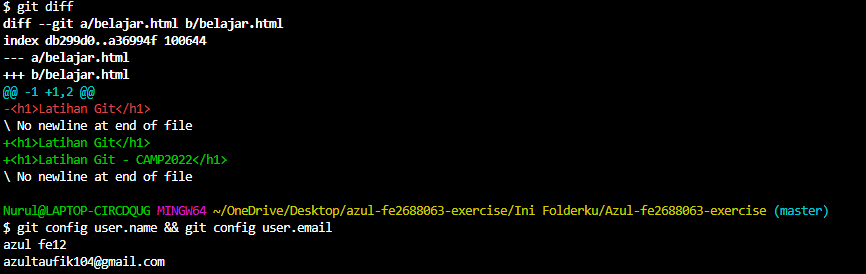 $ git diff
diff --git a/belajar.html b/belajar.html
index db299d0..a36994f 100644
--- a/belajar.html
+++ b/belajar.html
@@ -1 +1,2 @@
-<h1>Latihan Git</h1>
\ No newline at end of file
+<h1>Latihan Git</h1>
+<h1>Latihan Git - CAMP2022</h1>
\ No newline at end of file
Nurul@LAPTOP-CIRCDQUG MINGW64 ~/OneDrive/Desktop/azul-fe2688063-exercise/Ini Folderku/Azul-fe2688063-exercise (master)
$ git config user.name && git config user.email
azul fe12
azultaufik104@gmail.com